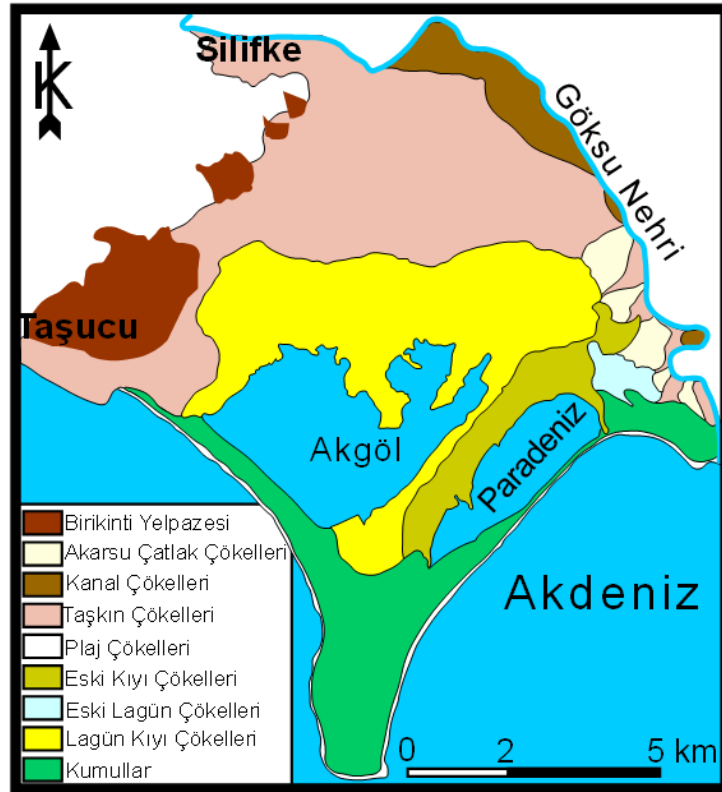 Silifke
K
Göksu Nehri
Taşucu
Akgöl
Paradeniz
Akdeniz
Birikinti Yelpazesi
Akarsu Çatlak Çökelleri
Kanal Çökelleri
Taşkın Çökelleri
Plaj Çökelleri
Eski Kıyı Çökelleri
Eski Lagün Çökelleri
Lagün Kıyı Çökelleri
Kumullar
0 2 5 km